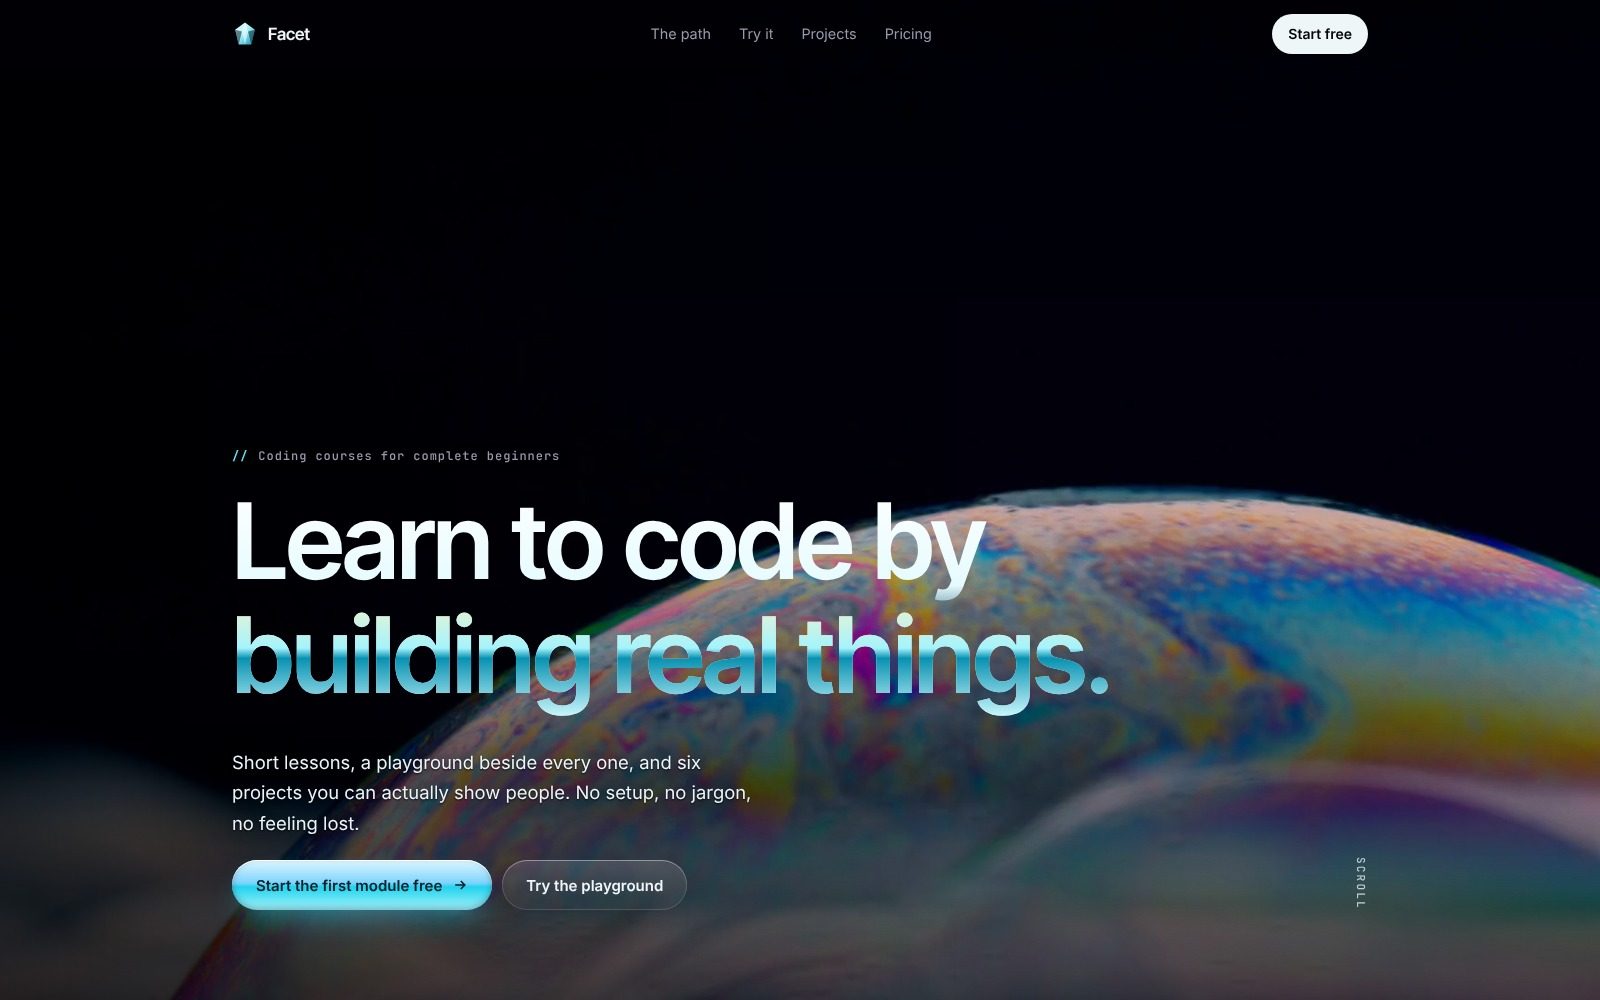 Facet
The path
Try it
Projects
Pricing
Start free
// Coding courses for complete beginners
Learn to code by
building real things.
Short lessons, a playground beside every one, and six
projects you can actually show people. No setup, no jargon,
no feeling lost.
Start the first module free →
Try the playground
SCROLL